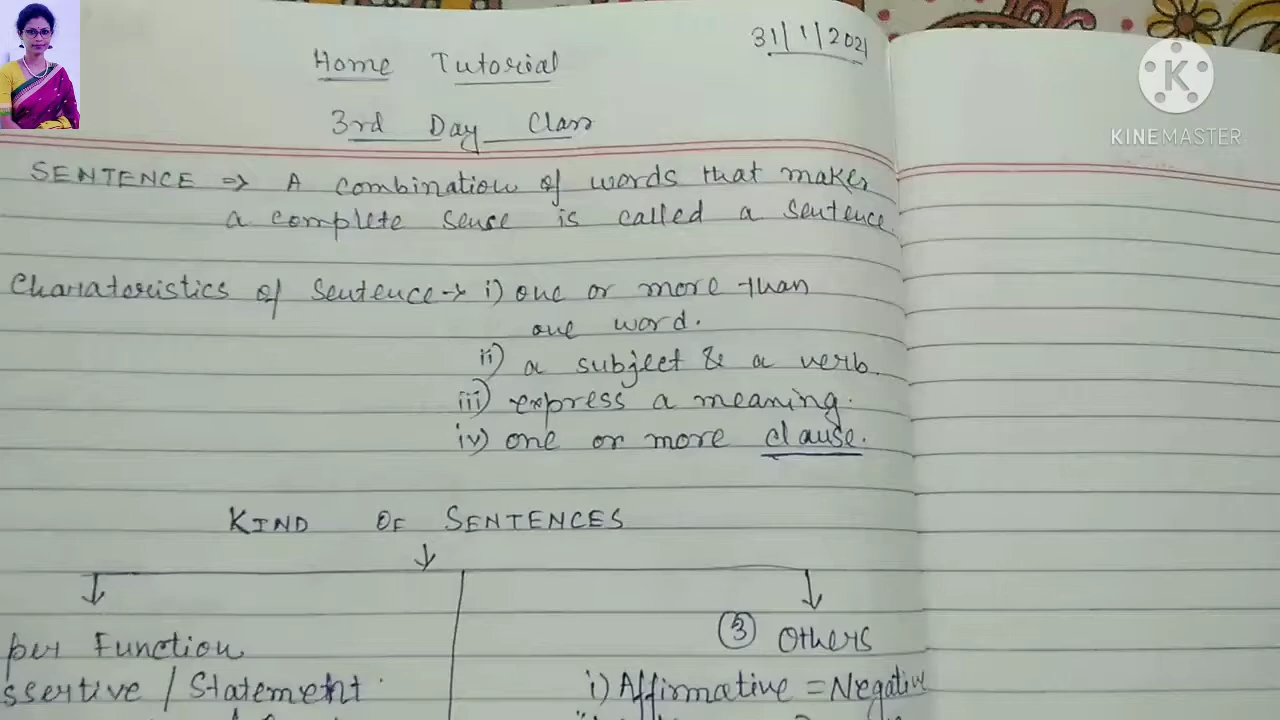 31/1/2021
Home Tutorial
3rd Day Class
SENTENCE => A combination of words that makes
a complete sense is called a sentence.
Charatoristics of Sentence → i) one or more than
one word.
ii) a subject & a verb.
iii) express a meaning.
iv) one or more clause.
KIND OF SENTENCES
per Function
③ Others
ssertive / Statement
i) Affirmative = Negativ
K
KINEMASTER